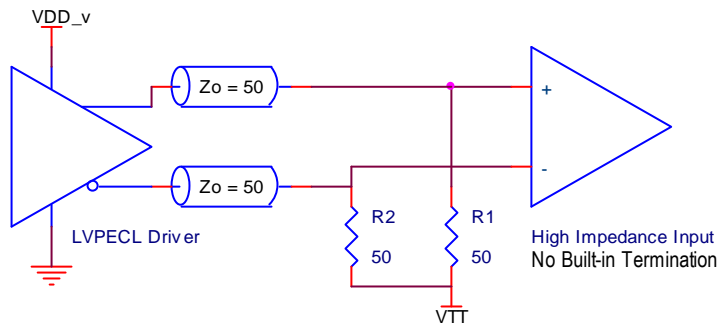 VDD_v
Zo = 50
+
Zo = 50
-
R2
R1
LVPECL Driver
50
50
High Impedance Input
No Built-in Termination
VTT